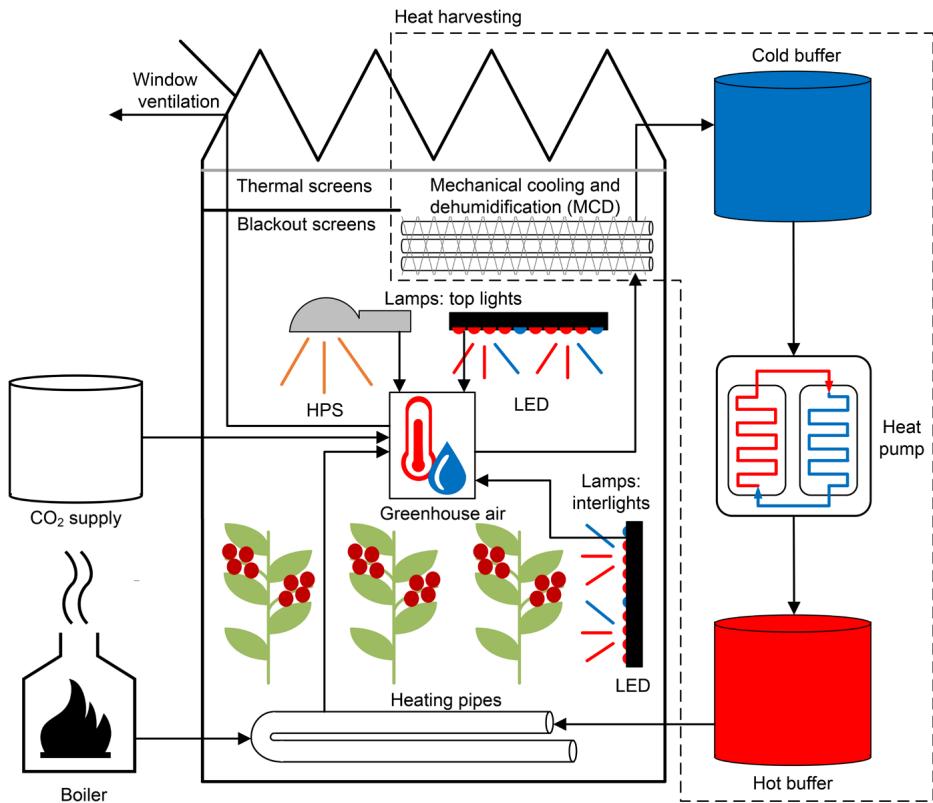 Heat harvesting
Cold buffer
Window
ventilation
Thermal screens
Mechanical cooling and
dehumidification (MCD)
Blackout screens
Lamps: top lights
HPS
LED
Heat
pump
Lamps:
interlights
CO₂ supply
Greenhouse air
LED
Heating pipes
Boiler
Hot buffer